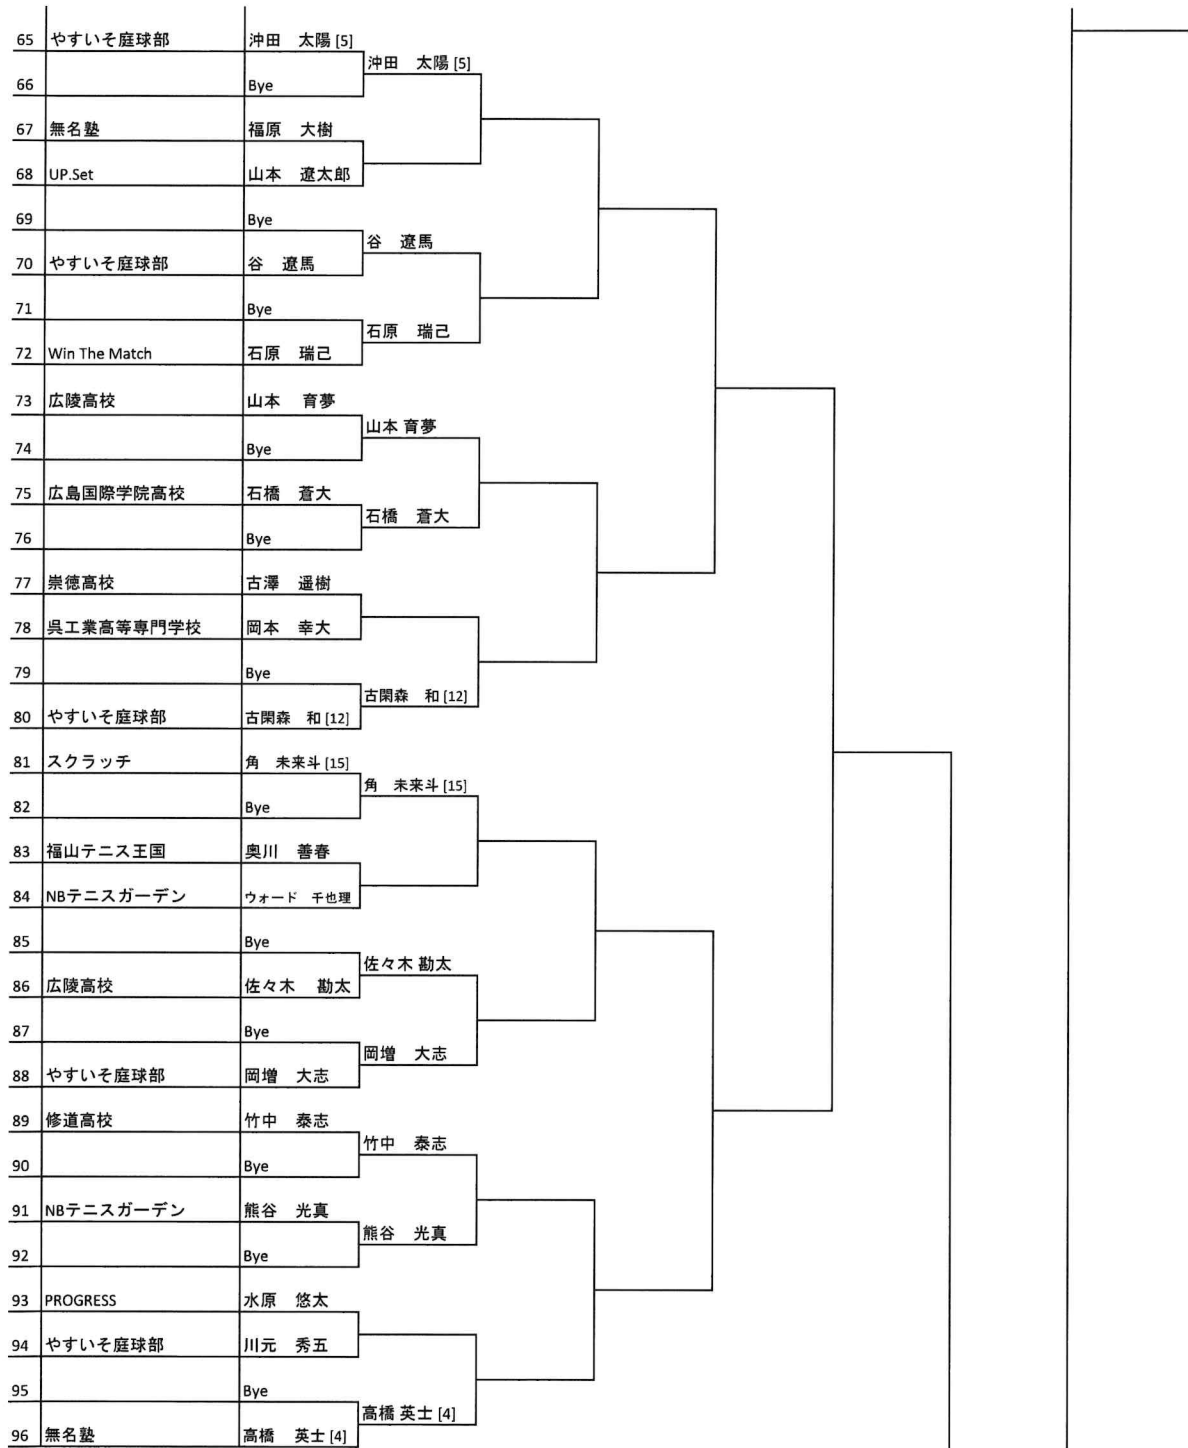 65 やすいそ庭球部 沖田 太陽 [5]
沖田 太陽 [5]
66 Bye
67 無名塾 福原 大樹
68 UP.Set 山本 遼太郎
69 Bye
谷 遼馬
70 やすいそ庭球部 谷 遼馬
71 Bye
石原 瑞己
72 Win The Match 石原 瑞己
73 広陵高校 山本 育夢
山本 育夢
74 Bye
75 広島国際学院高校 石橋 蒼大
石橋 蒼大
76 Bye
77 崇徳高校 古澤 遥樹
78 呉工業高等専門学校 岡本 幸大
79 Bye
古閑森 和 [12]
80 やすいそ庭球部 古閑森 和 [12]
81 スクラッチ 角 未来斗 [15]
角 未来斗 [15]
82 Bye
83 福山テニス王国 奥川 善春
84 NBテニスガーデン ウォード 千也理
85 Bye
佐々木 勘太
86 広陵高校 佐々木 勘太
87 Bye
岡増 大志
88 やすいそ庭球部 岡増 大志
89 修道高校 竹中 泰志
竹中 泰志
90 Bye
91 NBテニスガーデン 熊谷 光真
熊谷 光真
92 Bye
93 PROGRESS 水原 悠太
94 やすいそ庭球部 川元 秀五
95 Bye
高橋 英士 [4]
96 無名塾 高橋 英士 [4]